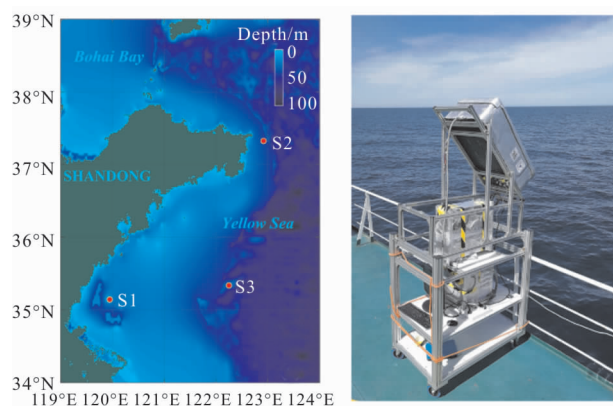 39°N
38°N
37°N
36°N
35°N
34°N
Depth/m
0
50
100
Bohai Bay
S2
SHANDONG
Yellow Sea
S3
S1
119°E 120°E 121°E 122°E 123°E 124°E